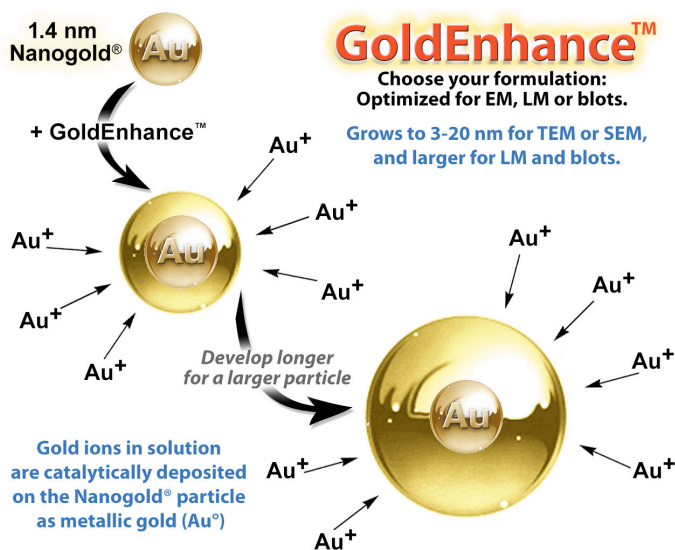 1.4 nm
Nanogold®
Au
GoldEnhance™
Choose your formulation:
Optimized for EM, LM or blots.
Grows to 3-20 nm for TEM or SEM,
and larger for LM and blots.
+ GoldEnhance™
Au+
Au+
Au+
Au+
Au+
Au+
Au
Develop longer
for a larger particle
Au+
Au+
Au+
Au+
Au+
Au+
Au
Gold ions in solution
are catalytically deposited
on the Nanogold® particle
as metallic gold (Au°)